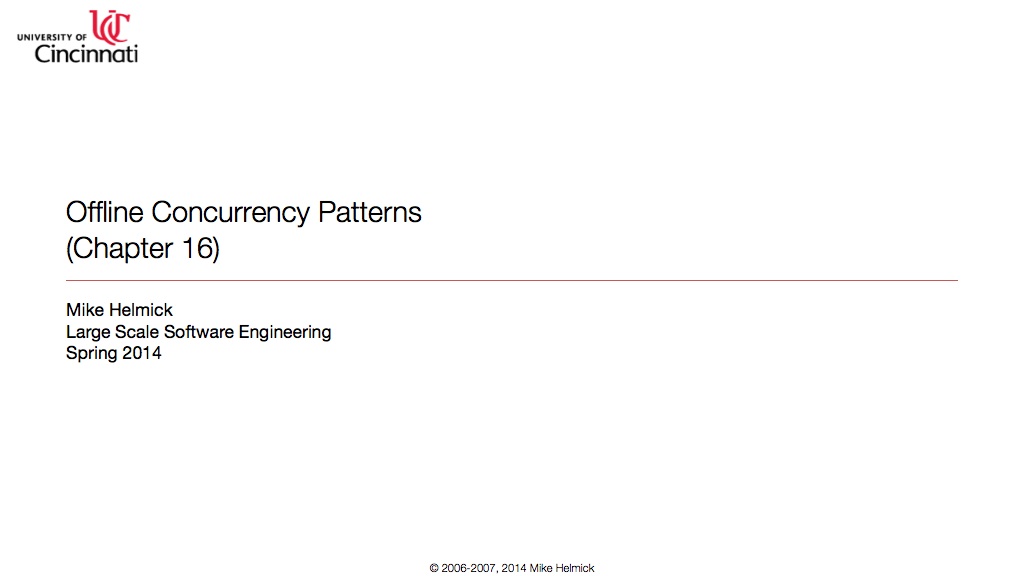 UNIVERSITY OF
Cincinnati
Offline Concurrency Patterns
(Chapter 16)
Mike Helmick
Large Scale Software Engineering
Spring 2014
© 2006-2007, 2014 Mike Helmick